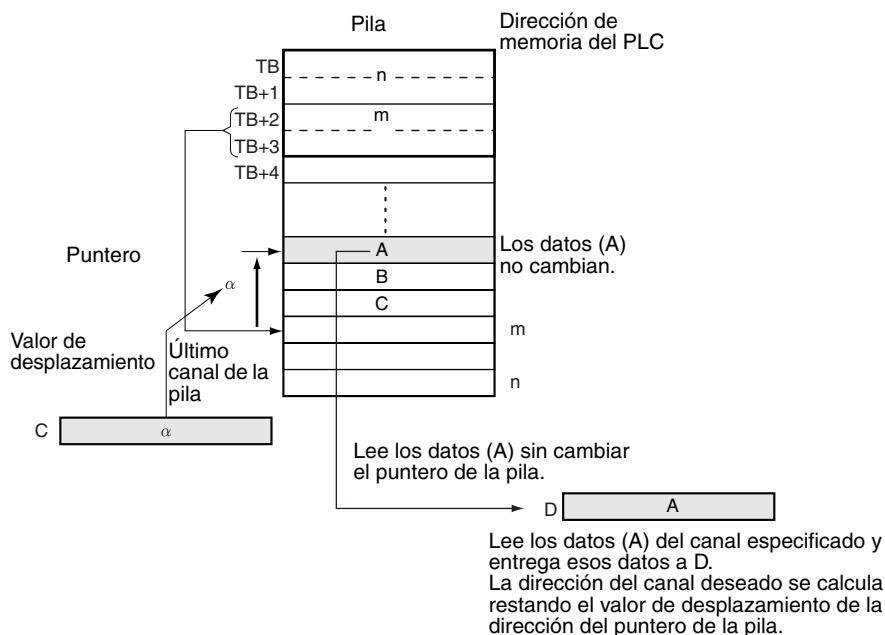 Pila
Dirección de
memoria del PLC
TB
n
TB+1
TB+2
m
TB+3
TB+4
Puntero
A
Los datos (A)
no cambian.
B
α
C
m
Valor de
desplazamiento
Último
canal de la
pila
n
C
α
Lee los datos (A) sin cambiar
el puntero de la pila.
D
A
Lee los datos (A) del canal especificado y
entrega esos datos a D.
La dirección del canal deseado se calcula
restando el valor de desplazamiento de la
dirección del puntero de la pila.